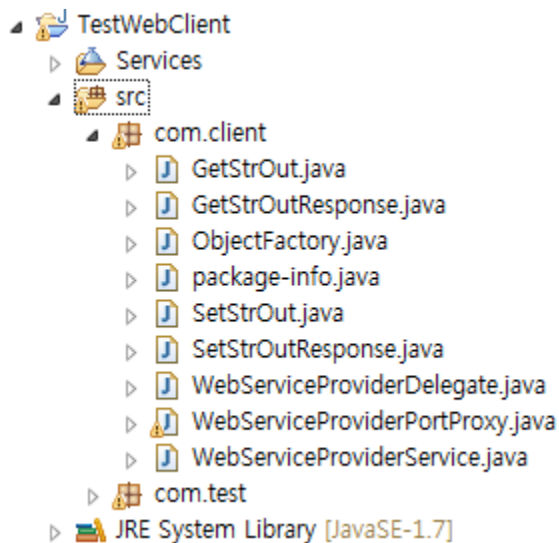 TestWebClient
Services
src
com.client
GetStrOut.java
GetStrOutResponse.java
ObjectFactory.java
package-info.java
SetStrOut.java
SetStrOutResponse.java
WebServiceProviderDelegate.java
WebServiceProviderPortProxy.java
WebServiceProviderService.java
com.test
JRE System Library [JavaSE-1.7]